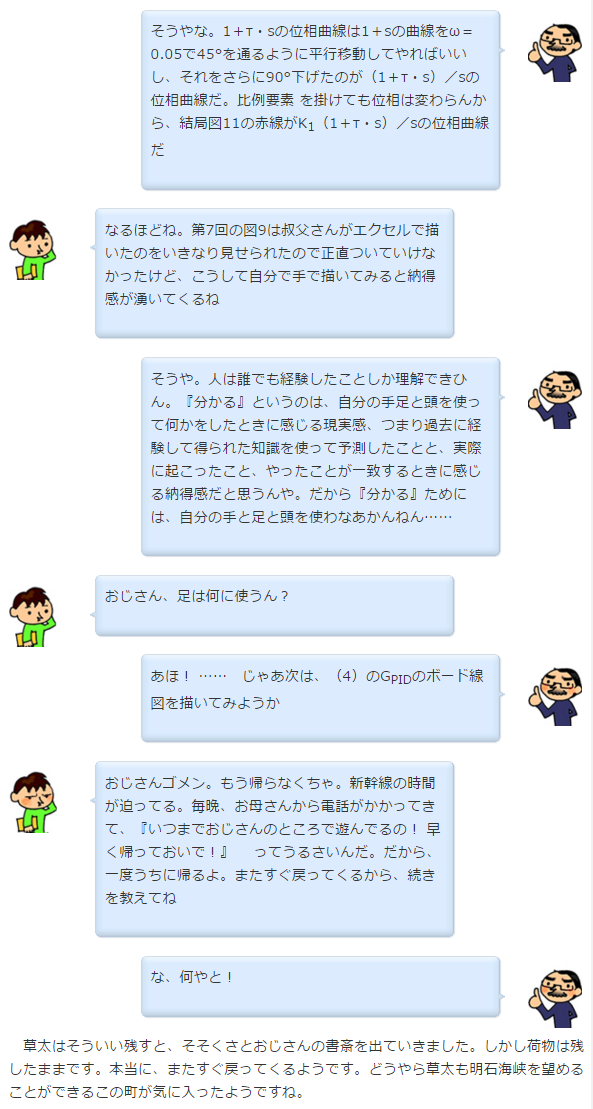 そうやな。1＋τ・sの位相曲線は1＋sの曲線をω＝
0.05で45°を通るように平行移動してやればいい
し、それをさらに90°下げたのが（1＋τ・s）／sの
位相曲線だ。比例要素 を掛けても位相は変わらんか
ら、結局図11の赤線がK1（1＋τ・s）／sの位相曲線
だ
なるほどね。第7回の図9は叔父さんがエクセルで描
いたのをいきなり見せられたので正直ついていけな
かったけど、こうして自分で手で描いてみると納得
感が湧いてくるね
そうや。人は誰でも経験したことしか理解できひ
ん。『分かる』というのは、自分の手足と頭を使っ
て何かをしたときに感じる現実感、つまり過去に経
験して得られた知識を使って予測したことと、実際
に起こったこと、やったことが一致するときに感じ
る納得感だと思うんや。だから『分かる』ために
は、自分の手と足と頭を使わなあかんねん……
おじさん、足は何に使うん？
あほ！ ……　じゃあ次は、（4）のGPIDのボード線
図を描いてみようか
おじさんゴメン。もう帰らなくちゃ。新幹線の時間
が迫ってる。毎晩、お母さんから電話がかかってき
て、『いつまでおじさんのところで遊んでるの！ 早
く帰っておいで！』　ってうるさいんだ。だから、
一度うちに帰るよ。またすぐ戻ってくるから、続き
を教えてね
な、何やと！
　草太はそういい残すと、そそくさとおじさんの書斎を出ていきました。しかし荷物は残
したままです。本当に、またすぐ戻ってくるようです。どうやら草太も明石海峡を望める
ことができるこの町が気に入ったようですね。